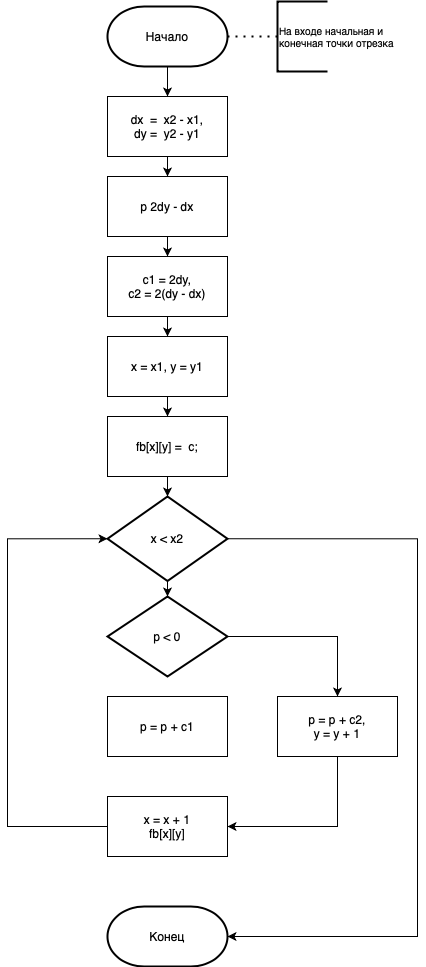 Начало
На входе начальная и
конечная точки отрезка
dx = x2 - x1,
dy = y2 - y1
p 2dy - dx
c1 = 2dy,
c2 = 2(dy - dx)
x = x1, y = y1
fb[x][y] = c;
x < x2
p < 0
p = p + c1
p = p + c2,
y = y + 1
x = x + 1
fb[x][y]
Конец